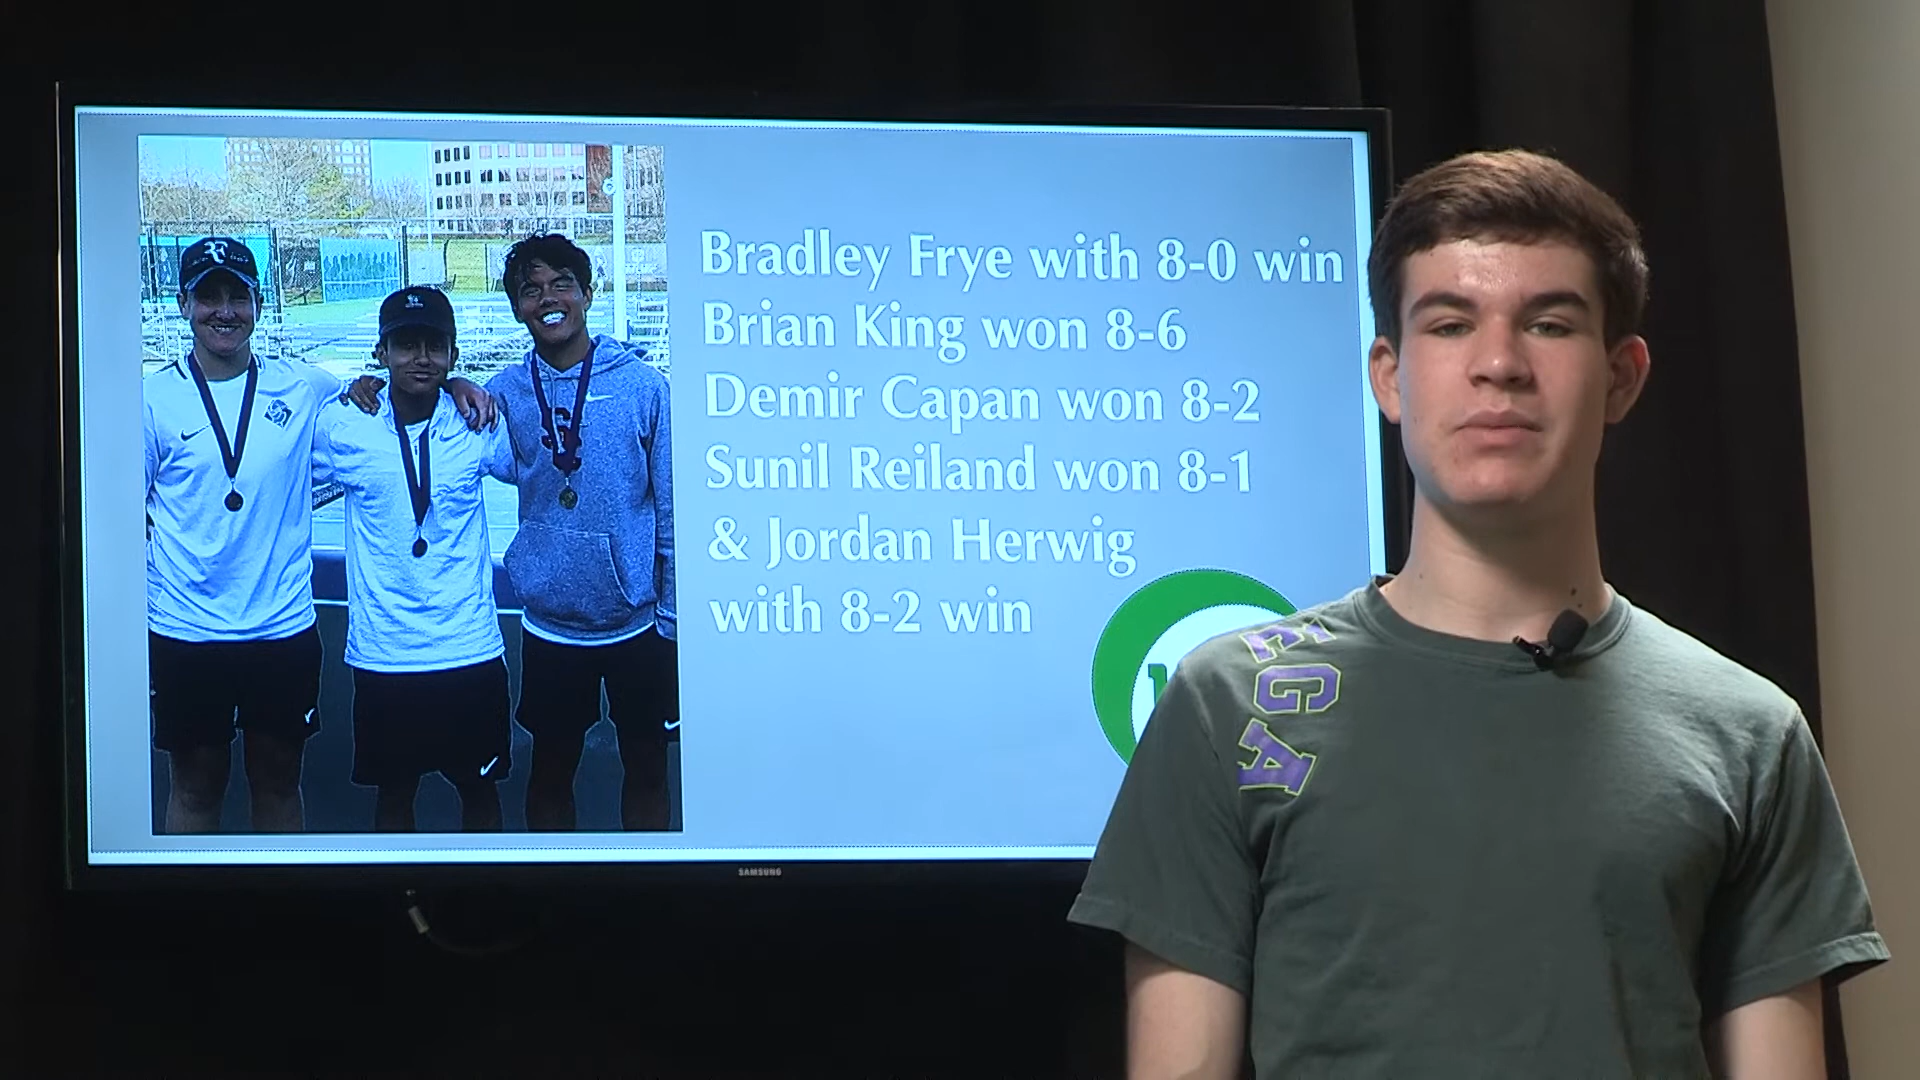 Bradley Frye with 8-0 win
Brian King won 8-6
Demir Capan won 8-2
Sunil Reiland won 8-1
& Jordan Herwig
with 8-2 win
EGA
SAMSUNG